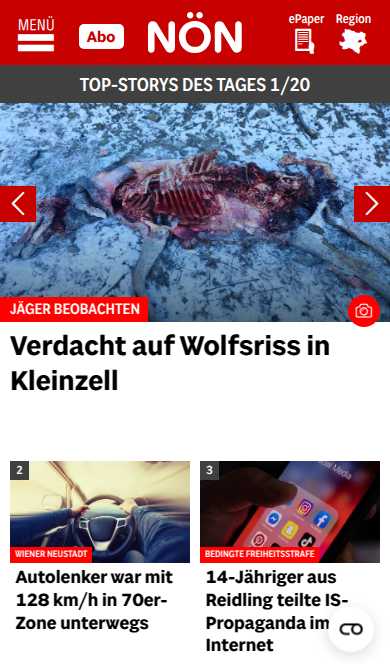 MENÜ
Abo
NÖN
ePaper
Region
TOP-STORYS DES TAGES 1/20
JÄGER BEOBACHTEN
Verdacht auf Wolfsriss in
Kleinzell
2
WIENER NEUSTADT
Autolenker war mit
128 km/h in 70er-
Zone unterwegs
3
Social Media
BEDINGTE FREIHEITSSTRAFE
14-Jähriger aus
Reidling teilte IS-
Propaganda im
Internet